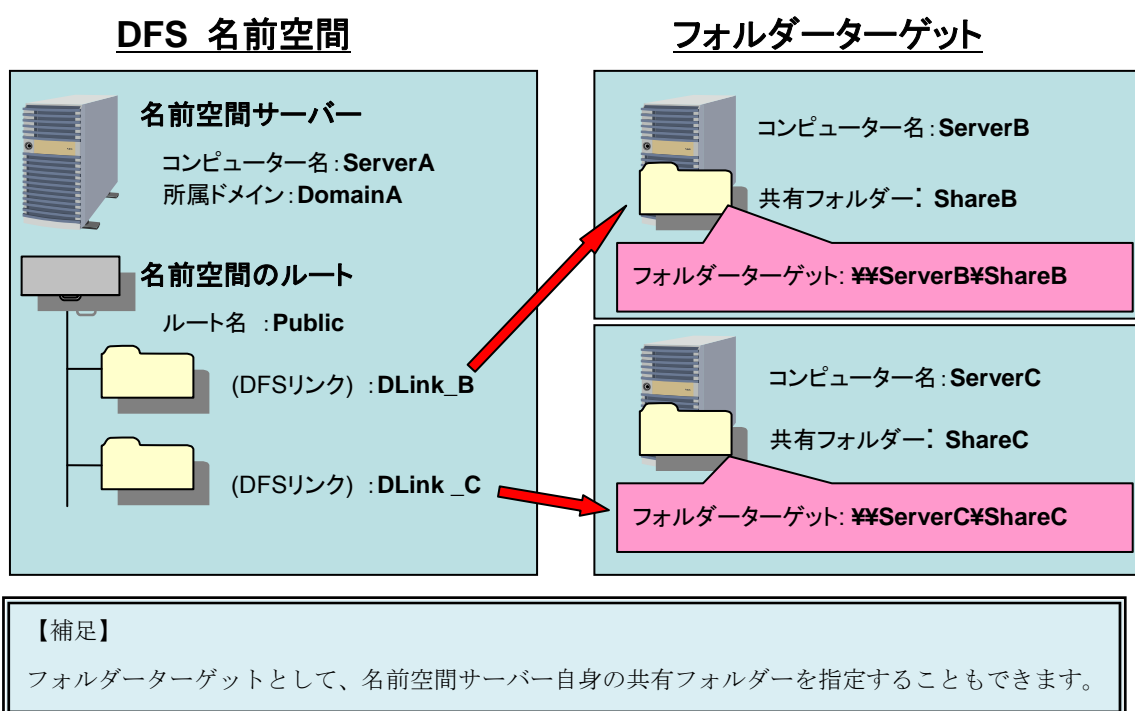 DFS 名前空間
名前空間サーバー
コンピューター名：ServerA
所属ドメイン：DomainA
名前空間のルート
ルート名 ：Public
(DFSリンク) ：DLink_B
(DFSリンク) ：DLink _C
フォルダーターゲット
コンピューター名：ServerB
共有フォルダー： ShareB
フォルダーターゲット: ¥¥ServerB¥ShareB
コンピューター名：ServerC
共有フォルダー： ShareC
フォルダーターゲット: ¥¥ServerC¥ShareC
【補足】
フォルダーターゲットとして、名前空間サーバー自身の共有フォルダーを指定することもできます。